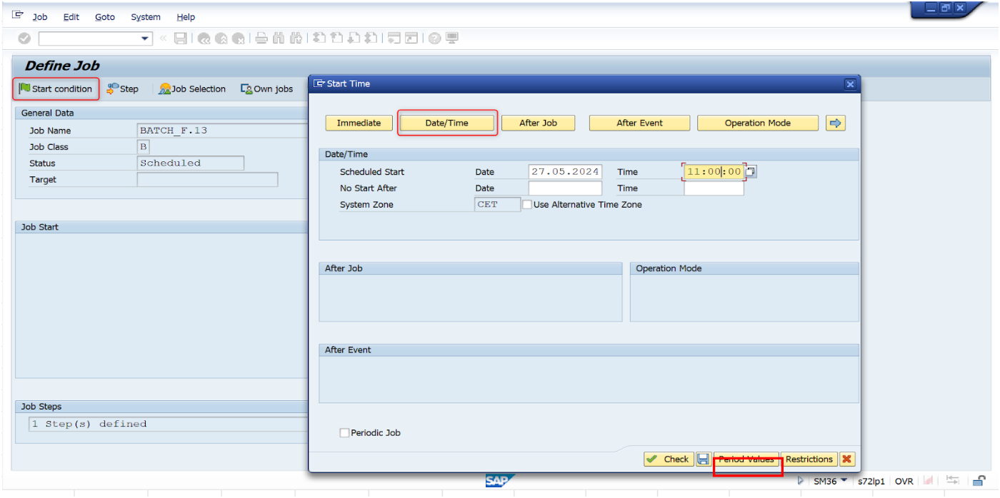 Job Edit Goto System Help
Define Job
Start condition Step Job Selection Own jobs
General Data
Job Name BATCH_F.13
Job Class B
Status Scheduled
Target
Job Start
Job Steps
1 Step(s) defined
Start Time
Immediate Date/Time After Job After Event Operation Mode
Date/Time
Scheduled Start Date 27.05.2024 Time 11:00:00
No Start After Date Time
System Zone CET Use Alternative Time Zone
After Job Operation Mode
After Event
Periodic Job
Check Period Values Restrictions
SAP SM36 s72lp1 OVR